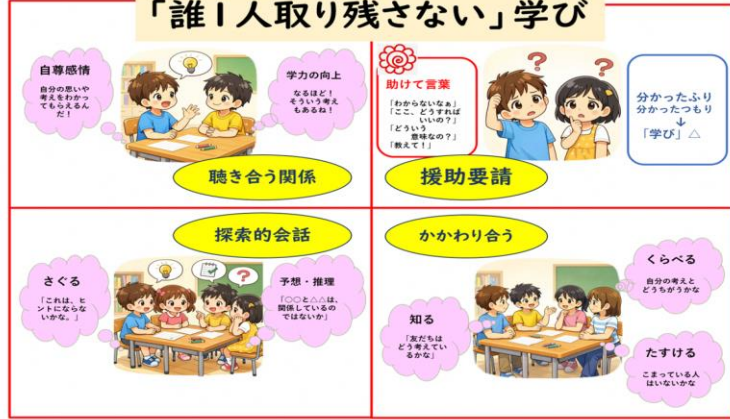 「誰1人取り残さない」学び
自尊感情
自分の思いや
考えをわかっ
てもらえるん
だ！
学力の向上
なるほど！
そういう考え
もあるね！
聴き合う関係
助けて言葉
「わからないなぁ」
「ここ、どうすれば
いいの？」
「どういう
意味なの？」
「教えて！」
?
?
分かったふり
分かったつもり
↓
「学び」△
援助要請
探索的会話
さぐる
「これは、ヒ
ントにならな
いかな。」
?
予想・推理
「○○と△△は、
関係しているの
ではないか」
かかわり合う
知る
「友だちは
どう考えてい
るかな」
くらべる
自分の考えと
どうちがうかな
たすける
こまっている人
はいないかな